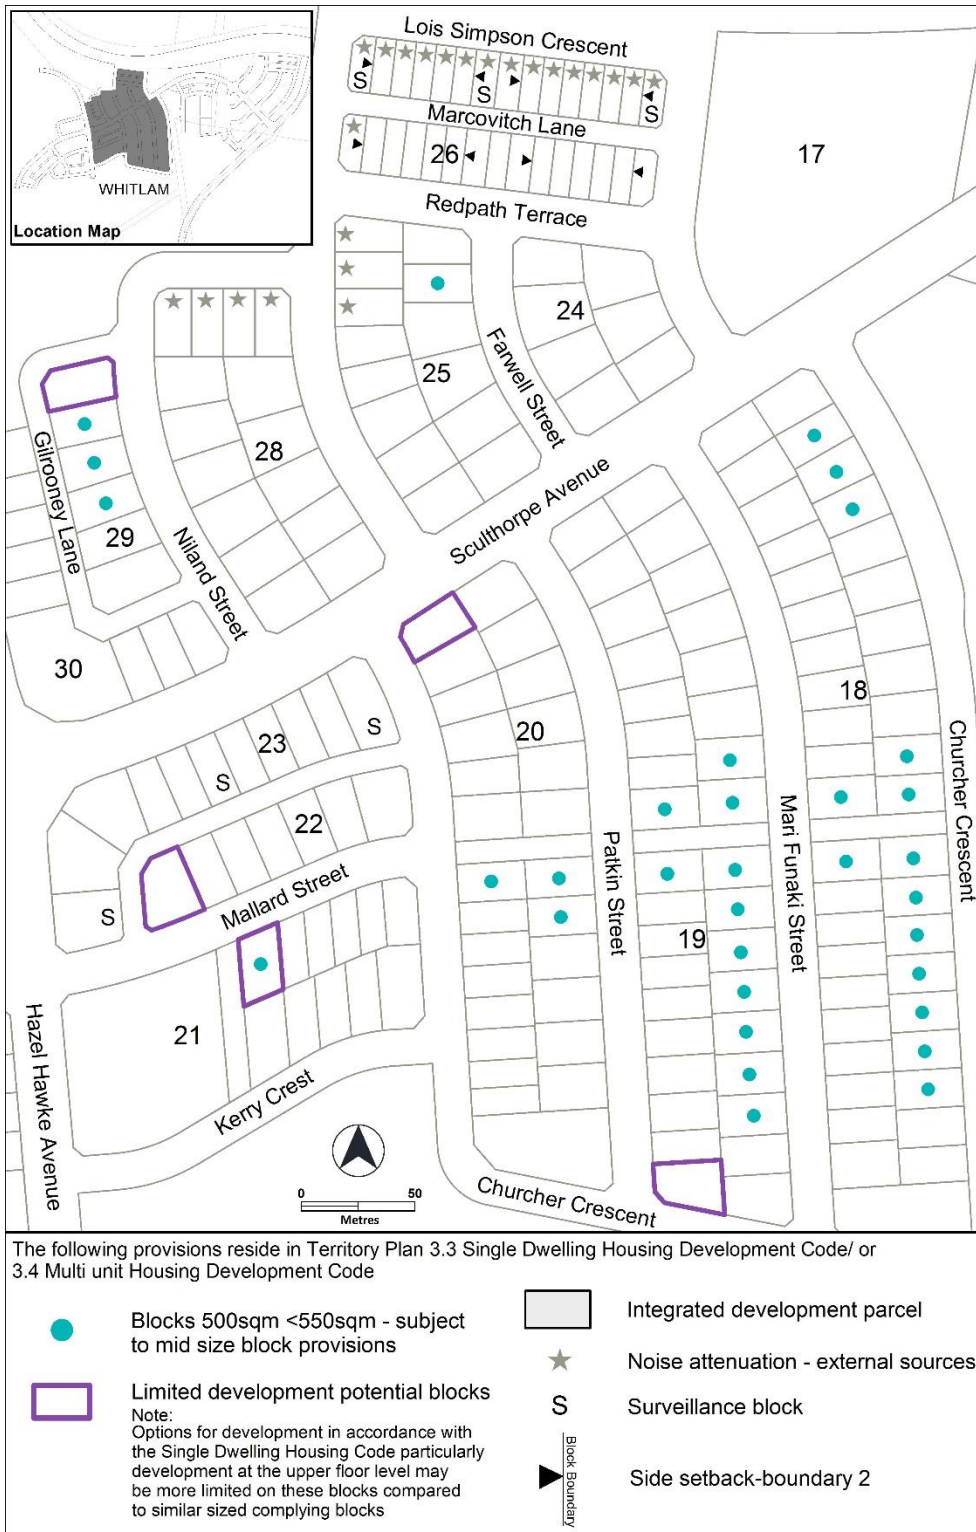 WHITLAM
Location Map
Lois Simpson Crescent
S
S
S
Marcovitch Lane
26
17
Redpath Terrace
24
Farwell Street
25
28
Gilrooney Lane
29
Niland Street
Sculthorpe Avenue
30
23
S
S
20
18
22
Churcher Crescent
Mari Funaki Street
Patkin Street
S
Mallard Street
19
21
Hazel Hawke Avenue
Kerry Crest
Churcher Crescent
0 50
Metres
The following provisions reside in Territory Plan 3.3 Single Dwelling Housing Development Code/ or
3.4 Multi unit Housing Development Code
Blocks 500sqm <550sqm - subject
to mid size block provisions
Limited development potential blocks
Note:
Options for development in accordance with
the Single Dwelling Housing Code particularly
development at the upper floor level may
be more limited on these blocks compared
to similar sized complying blocks
Integrated development parcel
Noise attenuation - external sources
S Surveillance block
Block Boundary
Side setback-boundary 2